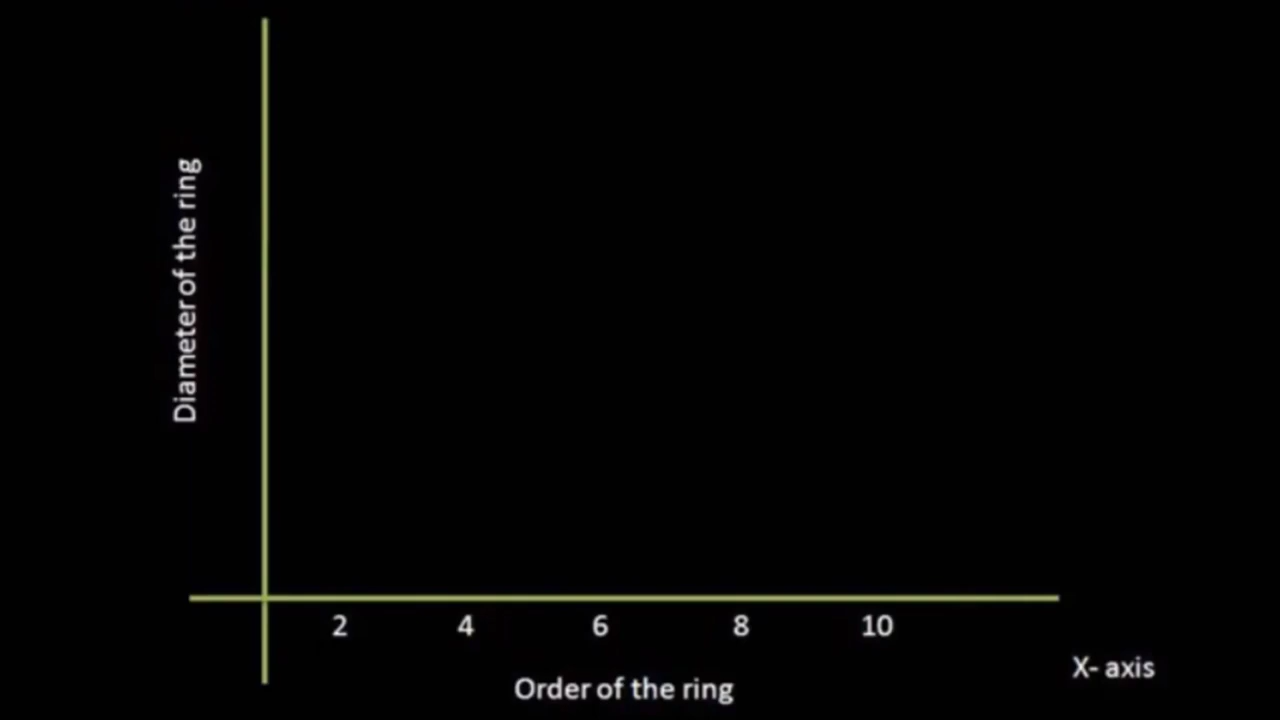 Diameter of the ring
2 4 6 8 10
X- axis
Order of the ring